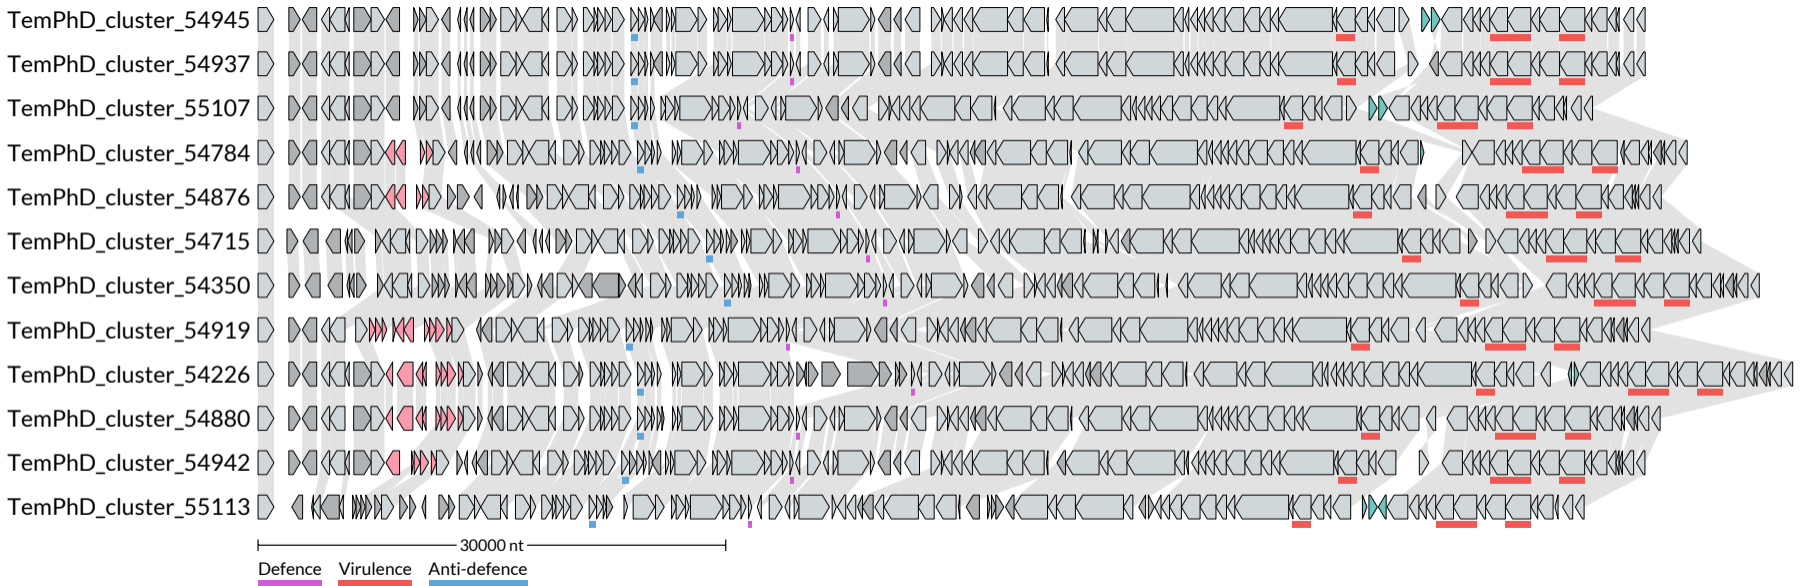 TemPhD_cluster_54945
TemPhD_cluster_54937
TemPhD_cluster_55107
TemPhD_cluster_54784
TemPhD_cluster_54876
TemPhD_cluster_54715
TemPhD_cluster_54350
TemPhD_cluster_54919
TemPhD_cluster_54226
TemPhD_cluster_54880
TemPhD_cluster_54942
TemPhD_cluster_55113
30000 nt
Defence Virulence Anti-defence